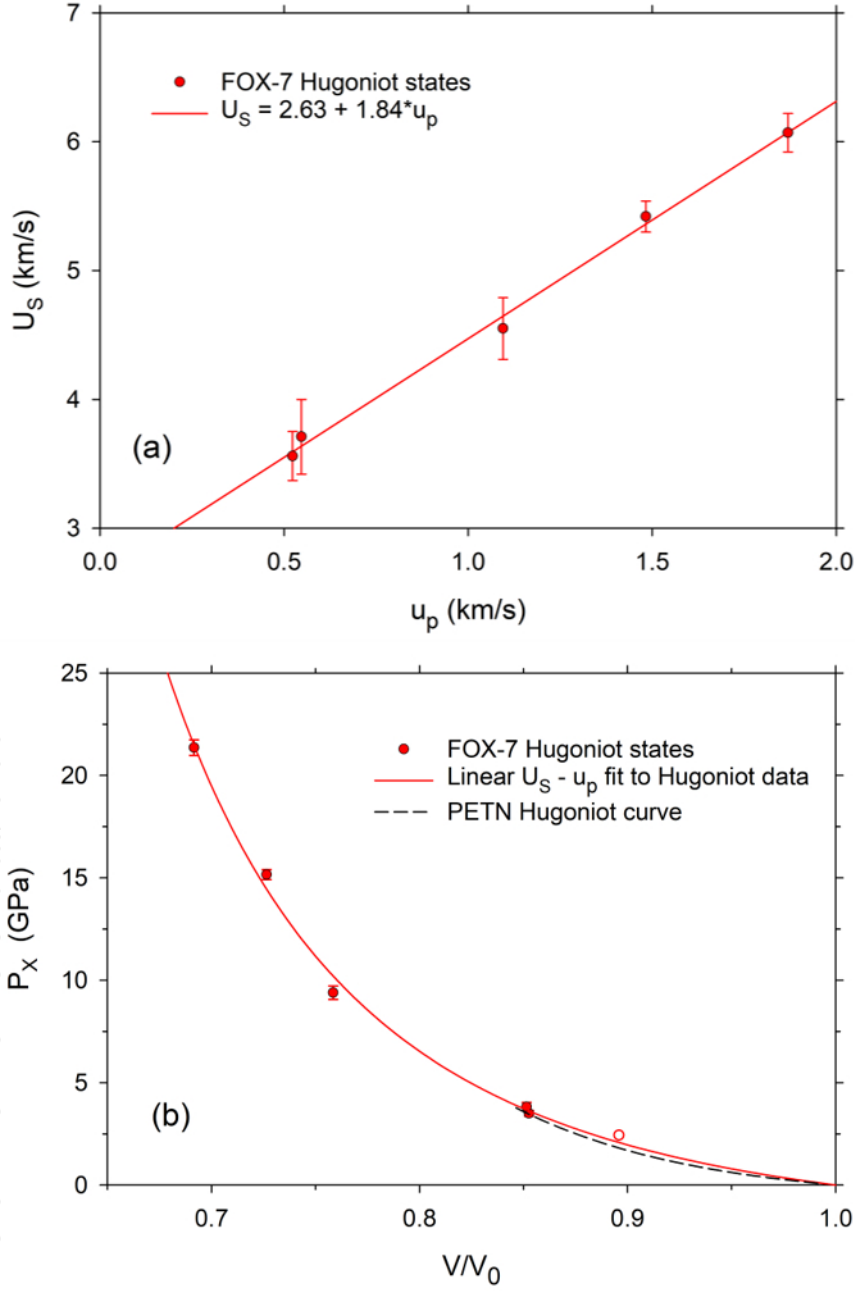 7
6
5
4
3
U_S (km/s)
FOX-7 Hugoniot states
U_S = 2.63 + 1.84*u_p
(a)
0.0 0.5 1.0 1.5 2.0
u_p (km/s)
25
20
15
10
5
0
P_X (GPa)
FOX-7 Hugoniot states
Linear U_S - u_p fit to Hugoniot data
PETN Hugoniot curve
(b)
0.7 0.8 0.9 1.0
V/V_0